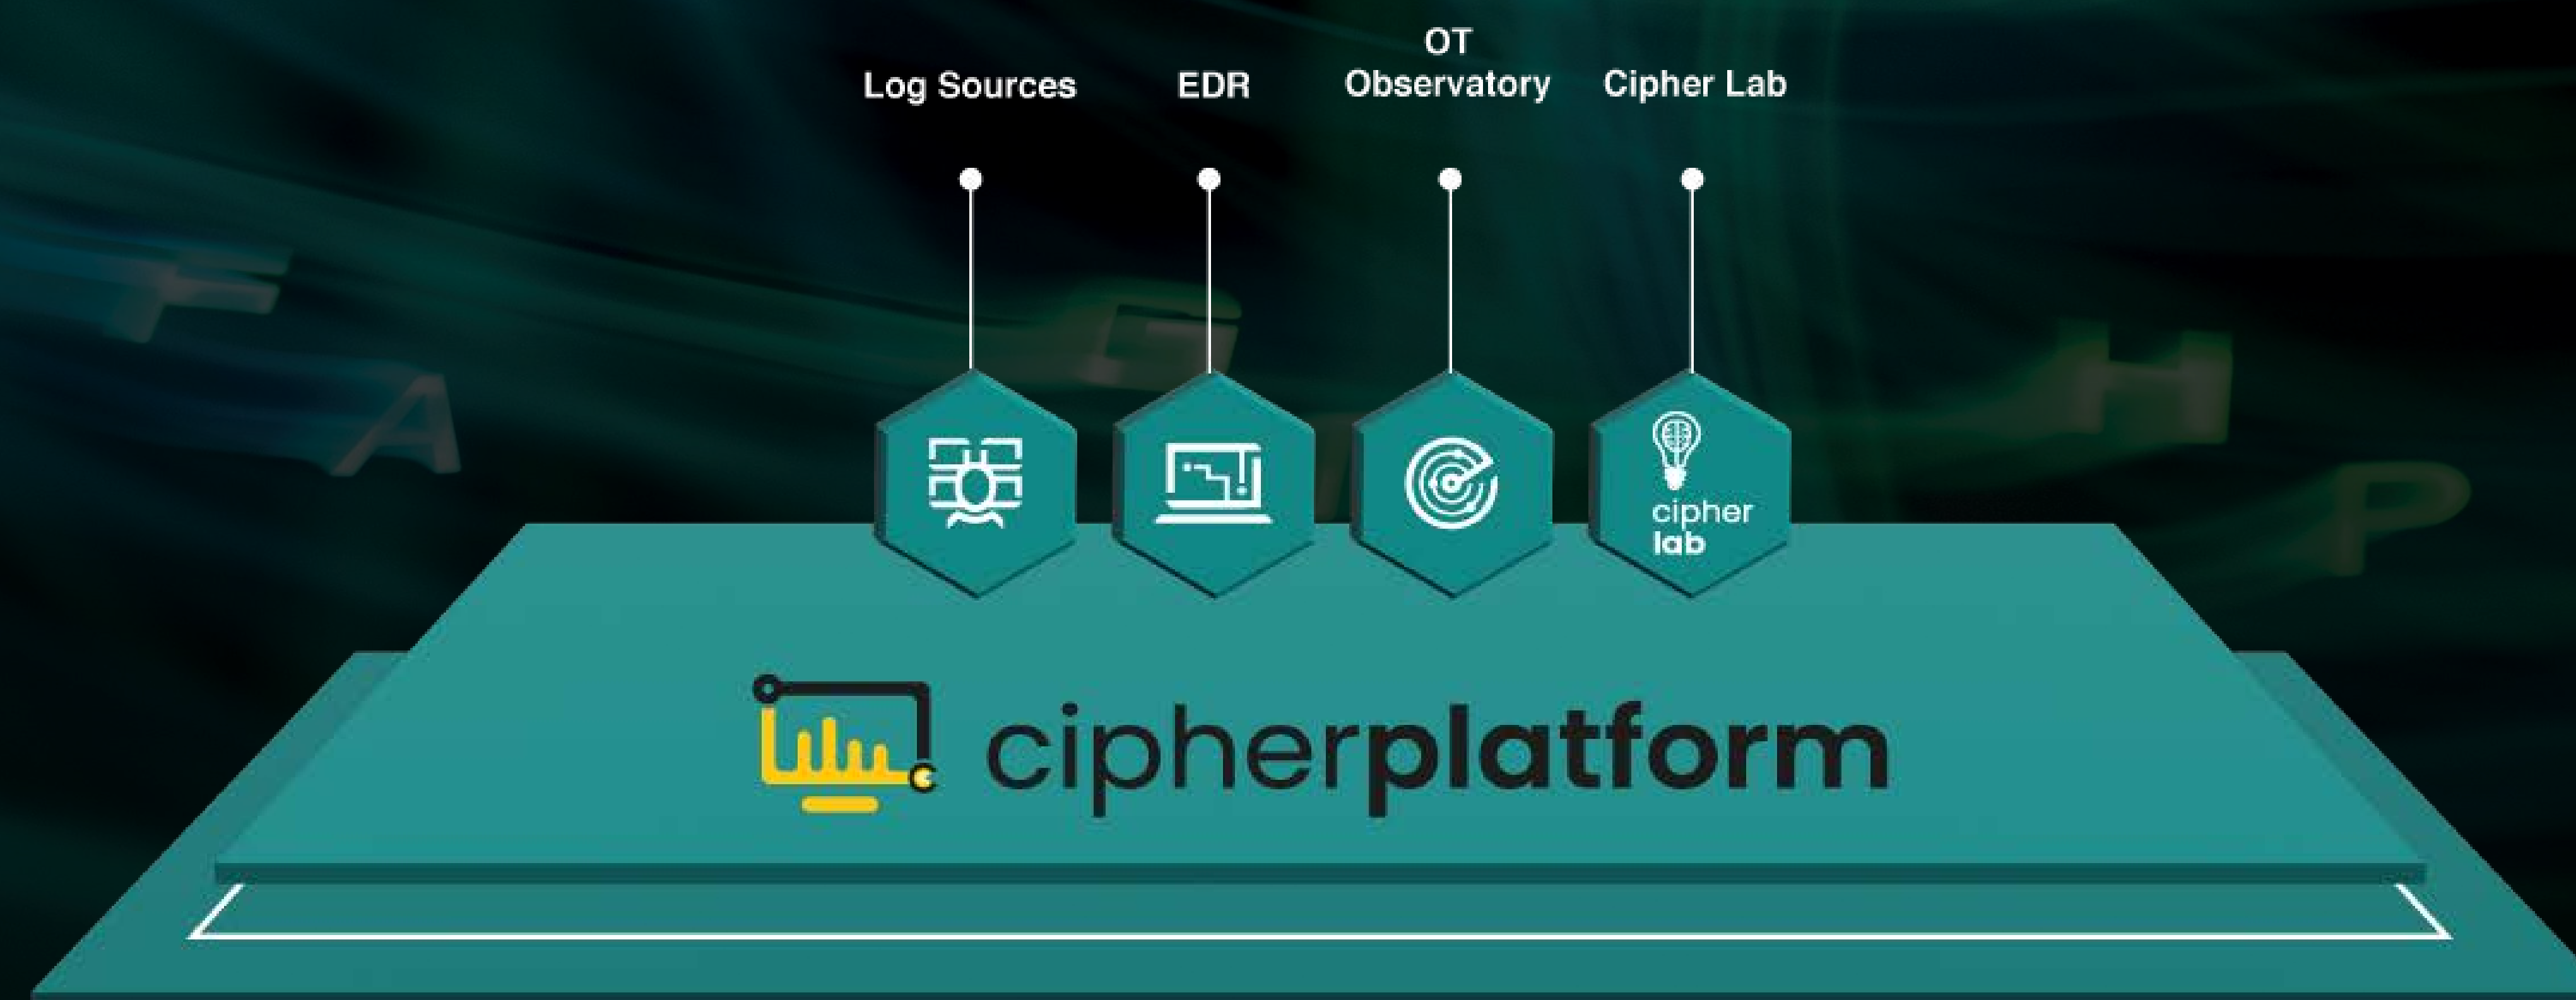 OT
Log Sources EDR Observatory Cipher Lab
cipher
lab
cipherplatform
F
A
H
P